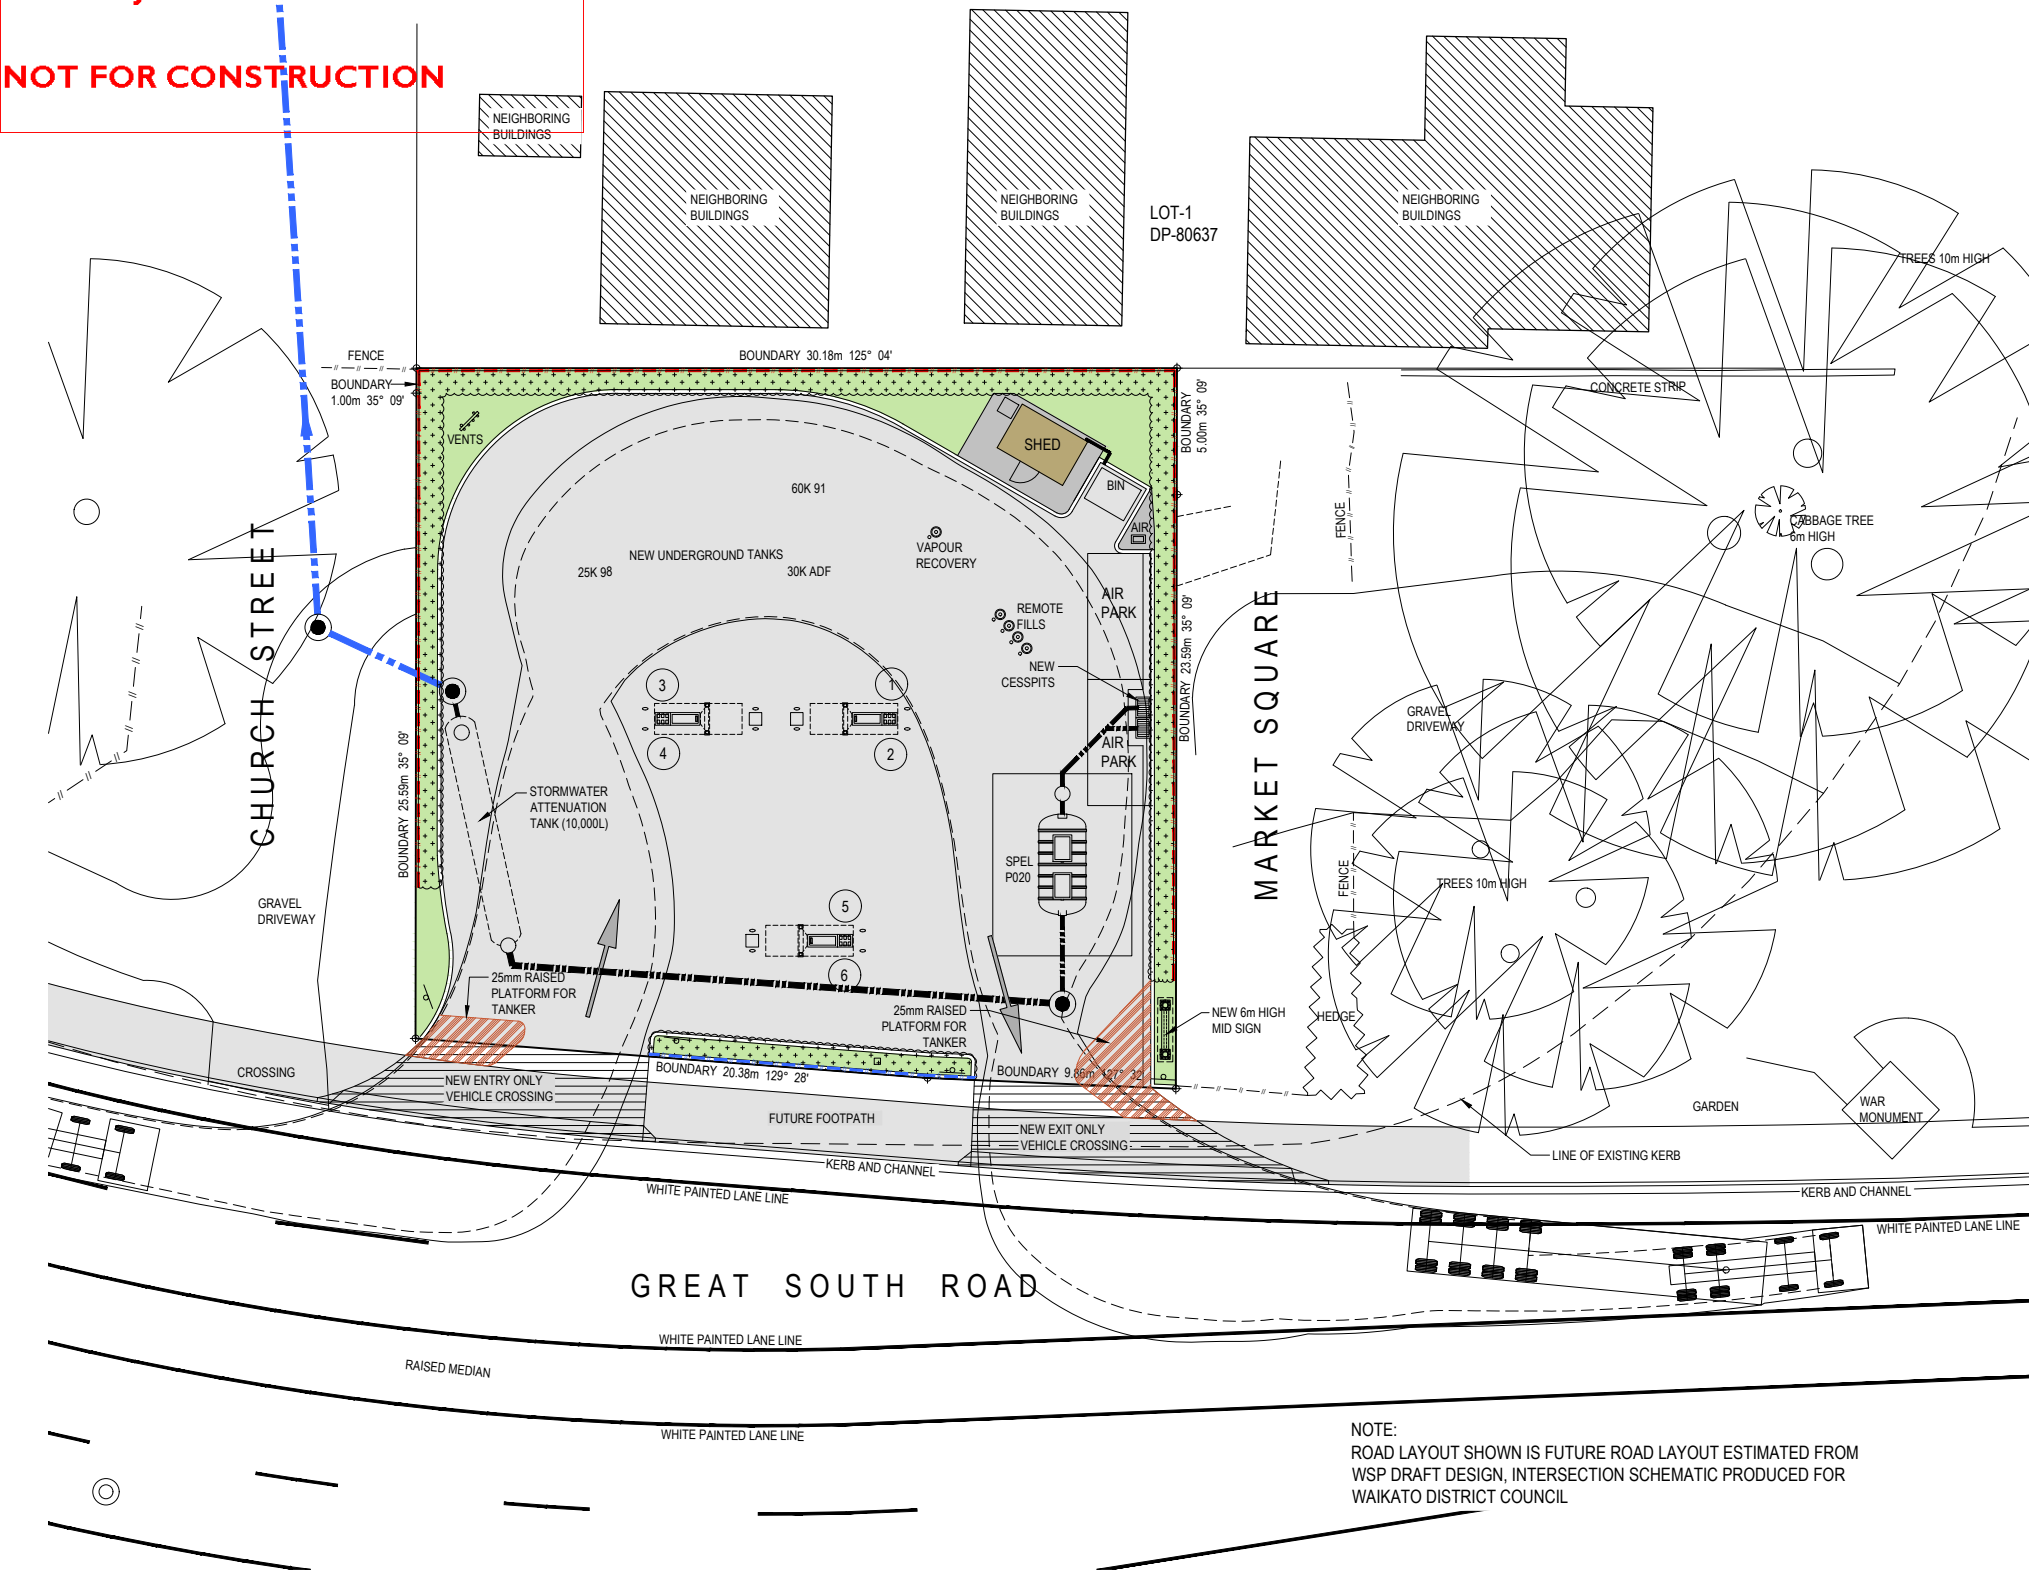 NOT FOR CONSTRUCTION
NEIGHBORING
BUILDINGS
NEIGHBORING
BUILDINGS
NEIGHBORING
BUILDINGS
LOT-1
DP-80637
NEIGHBORING
BUILDINGS
TREES 10m HIGH
FENCE
BOUNDARY
1.00m 35° 09'
BOUNDARY 30.18m 125° 04'
BOUNDARY
5.00m 35° 09'
CONCRETE STRIP
VENTS
SHED
BIN
AIR
60K 91
NEW UNDERGROUND TANKS
25K 98
30K ADF
VAPOUR
RECOVERY
FENCE
CABBAGE TREE
6m HIGH
AIR
PARK
REMOTE
FILLS
NEW
CESSPITS
CHURCH STREET
MARKET SQUARE
BOUNDARY 23.59m 35° 09'
3
1
4
2
AIR
PARK
GRAVEL
DRIVEWAY
BOUNDARY 25.59m 35° 09'
STORMWATER
ATTENUATION
TANK (10,000L)
SPEL
P020
FENCE
TREES 10m HIGH
GRAVEL
DRIVEWAY
5
6
25mm RAISED
PLATFORM FOR
TANKER
25mm RAISED
PLATFORM FOR
TANKER
NEW 6m HIGH
MID SIGN
HEDGE
CROSSING
NEW ENTRY ONLY
VEHICLE CROSSING
BOUNDARY 20.38m 129° 28'
BOUNDARY 9.86m 127° 32'
FUTURE FOOTPATH
NEW EXIT ONLY
VEHICLE CROSSING
GARDEN
WAR
MONUMENT
LINE OF EXISTING KERB
KERB AND CHANNEL
KERB AND CHANNEL
WHITE PAINTED LANE LINE
WHITE PAINTED LANE LINE
GREAT SOUTH ROAD
WHITE PAINTED LANE LINE
RAISED MEDIAN
WHITE PAINTED LANE LINE
NOTE:
ROAD LAYOUT SHOWN IS FUTURE ROAD LAYOUT ESTIMATED FROM
WSP DRAFT DESIGN, INTERSECTION SCHEMATIC PRODUCED FOR
WAIKATO DISTRICT COUNCIL